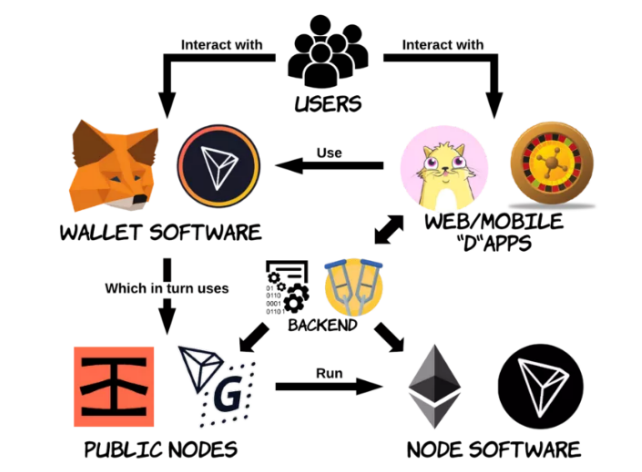 Interact with
Interact with
USERS
Use
WALLET SOFTWARE
WEB/MOBILE
"D"APPS
Which in turn uses
01
0110
0001
01101
BACKEND
G
Run
PUBLIC NODES
NODE SOFTWARE